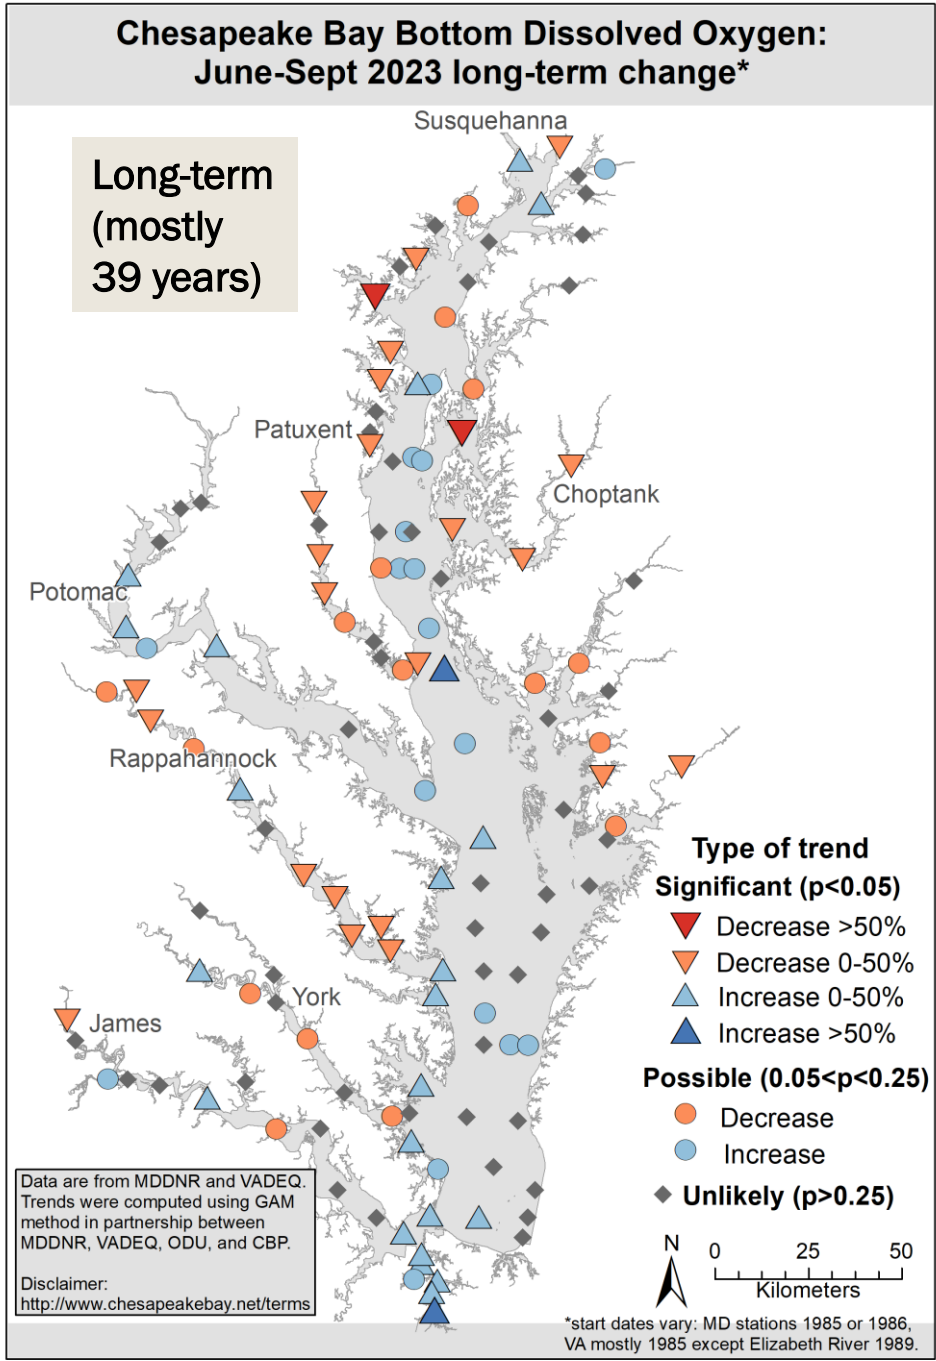 Chesapeake Bay Bottom Dissolved Oxygen:
June-Sept 2023 long-term change*
Susquehanna
Long-term
(mostly
39 years)
Patuxent
Choptank
Potomac
Rappahannock
York
James
Type of trend
Significant (p<0.05)
Decrease >50%
Decrease 0-50%
Increase 0-50%
Increase >50%
Possible (0.05<p<0.25)
Decrease
Increase
Unlikely (p>0.25)
Data are from MDDNR and VADEQ.
Trends were computed using GAM
method in partnership between
MDDNR, VADEQ, ODU, and CBP.
Disclaimer:
http://www.chesapeakebay.net/terms
N
0 25 50
Kilometers
*start dates vary: MD stations 1985 or 1986,
VA mostly 1985 except Elizabeth River 1989.